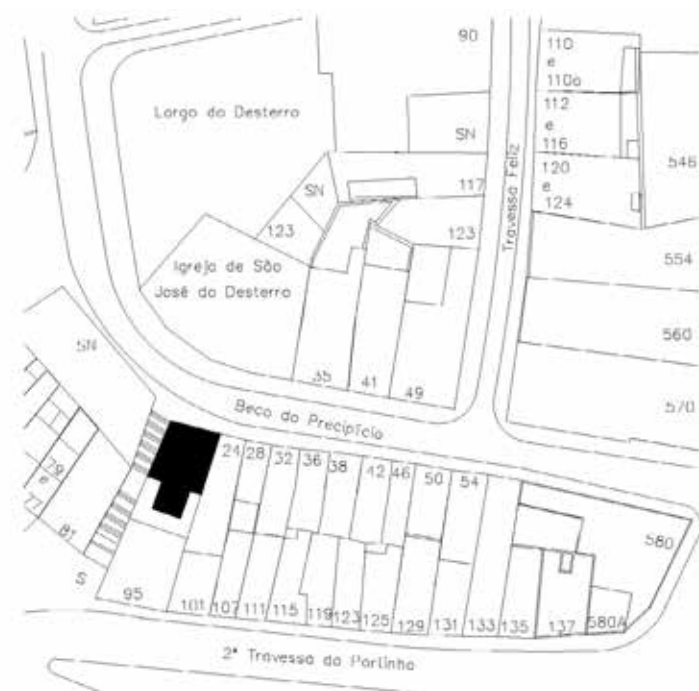 90
110
e
110a
112
e
116
120
e
124
546
554
560
570
Largo do Desterro
SN
SN
117
123
123
Travessa Feliz
Igreja de São
José do Desterro
35
41
49
Beco do Precipício
SN
79
e
77
81
S
24
28
32
36
38
42
46
50
54
580
95
101
107
111
115
119
123
125
129
131
133
135
137
580A
2ª Travessa da Portinha